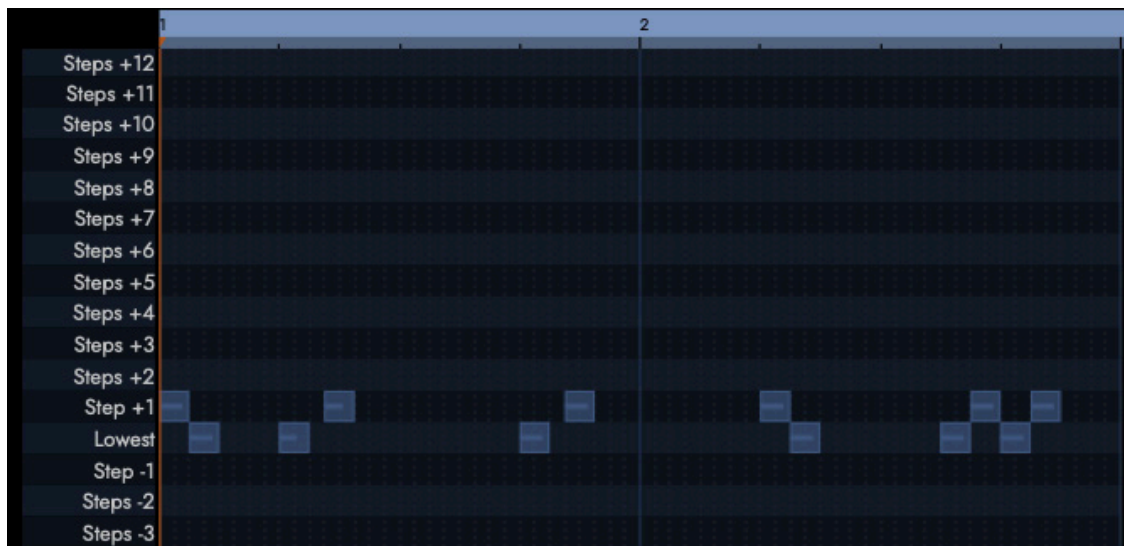 1 2
Steps +12
Steps +11
Steps +10
Steps +9
Steps +8
Steps +7
Steps +6
Steps +5
Steps +4
Steps +3
Steps +2
Step +1
Lowest
Step -1
Steps -2
Steps -3